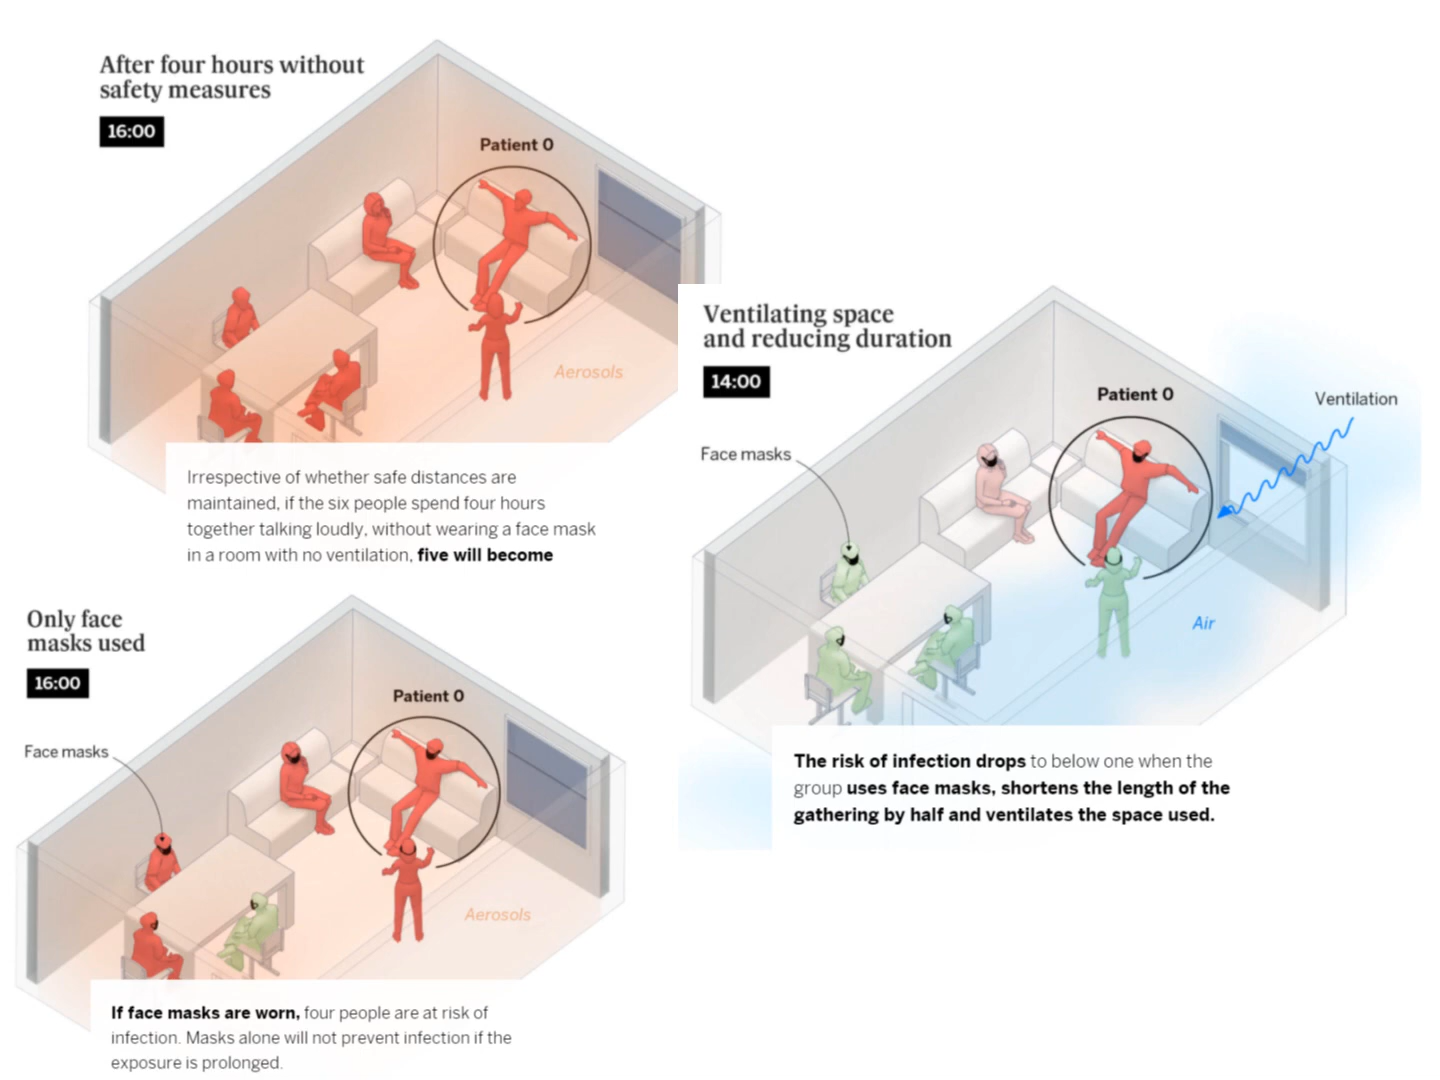 After four hours without
safety measures
16:00
Patient 0
Aerosols
Irrespective of whether safe distances are
maintained, if the six people spend four hours
together talking loudly, without wearing a face mask
in a room with no ventilation, five will become
Ventilating space
and reducing duration
14:00
Patient 0
Ventilation
Face masks
Air
The risk of infection drops to below one when the
group uses face masks, shortens the length of the
gathering by half and ventilates the space used.
Only face
masks used
16:00
Patient 0
Face masks
Aerosols
If face masks are worn, four people are at risk of
infection. Masks alone will not prevent infection if the
exposure is prolonged.